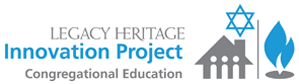 LEGACY HERITAGE
Innovation Project
Congregational Education